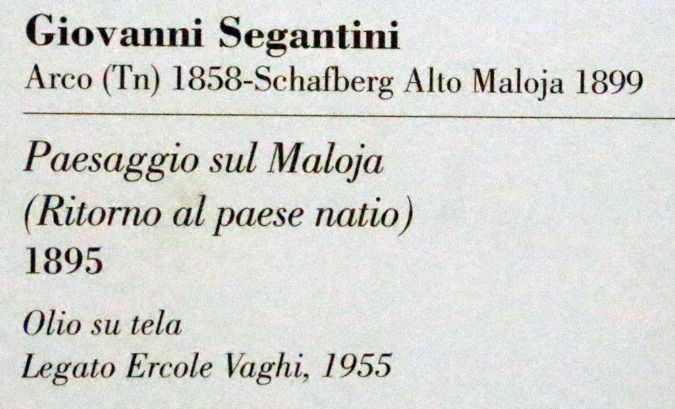 Giovanni Segantini
Arco (Tn) 1858-Schafberg Alto Maloja 1899
Paesaggio sul Maloja
(Ritorno al paese natio)
1895
Olio su tela
Legato Ercole Vaghi, 1955